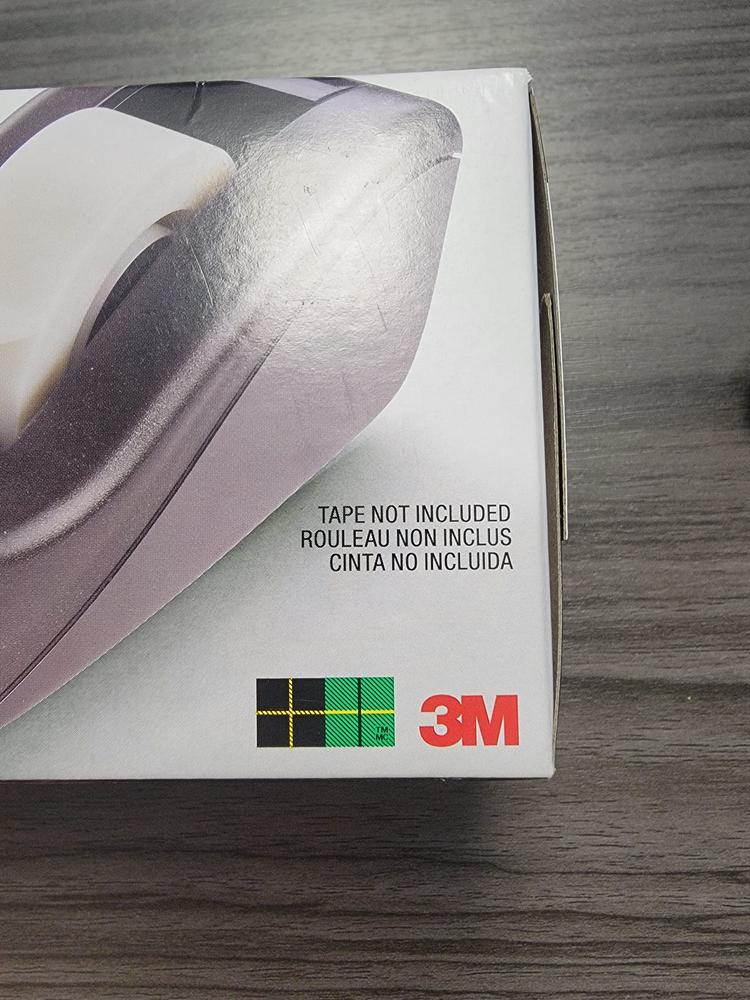 TAPE NOT INCLUDED
ROULEAU NON INCLUS
CINTA NO INCLUIDA
TM
MC
3M